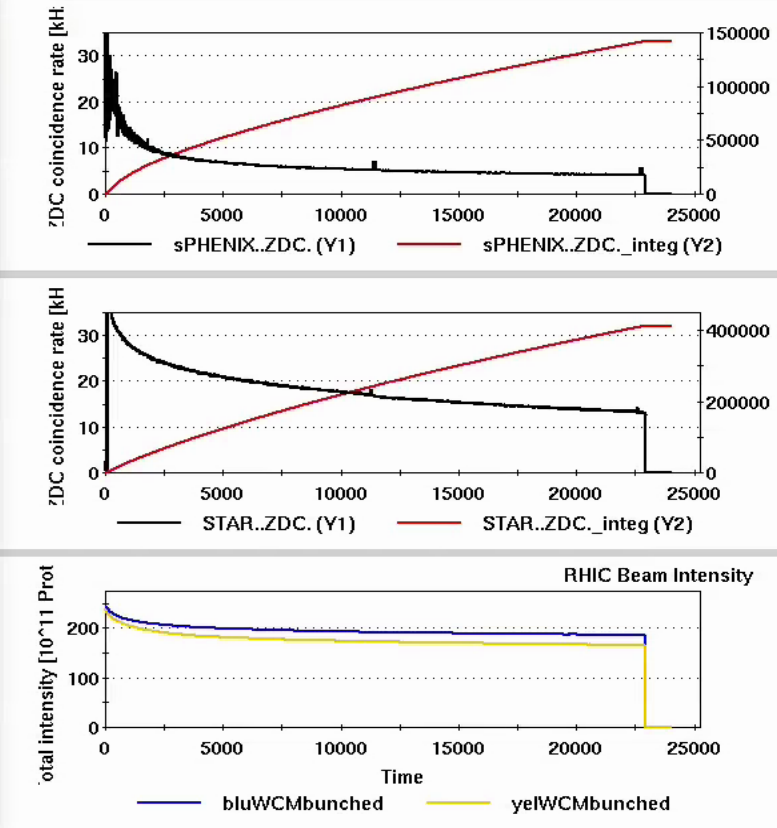 ZDC coincidence rate [kH
30
20
10
0
150000
100000
50000
0
0 5000 10000 15000 20000 25000
sPHENIX..ZDC. (Y1) sPHENIX..ZDC._integ (Y2)
ZDC coincidence rate [kH
30
20
10
0
400000
200000
0
0 5000 10000 15000 20000 25000
STAR..ZDC. (Y1) STAR..ZDC._integ (Y2)
RHIC Beam Intensity
otal intensity [10^11 Prot
200
100
0
0 5000 10000 15000 20000 25000
Time
bluWCMbunched yelWCMbunched